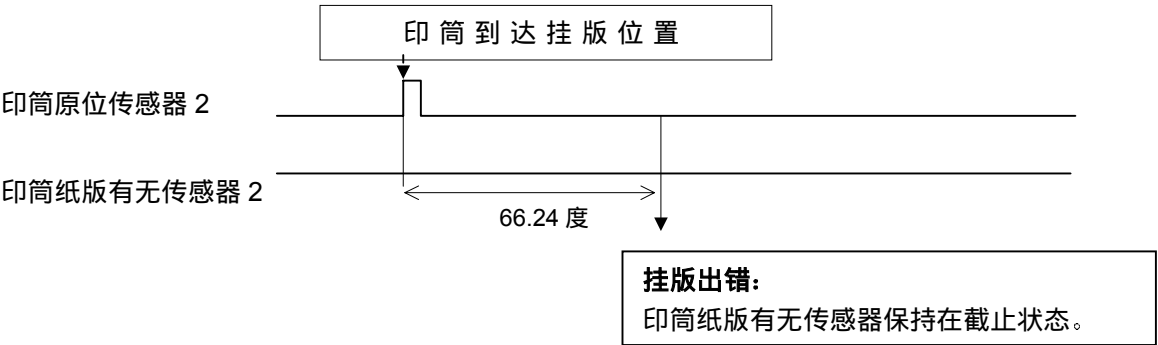 印筒到达挂版位置
印筒原位传感器 2
印筒纸版有无传感器 2
66.24 度
挂版出错：
印筒纸版有无传感器保持在截止状态。